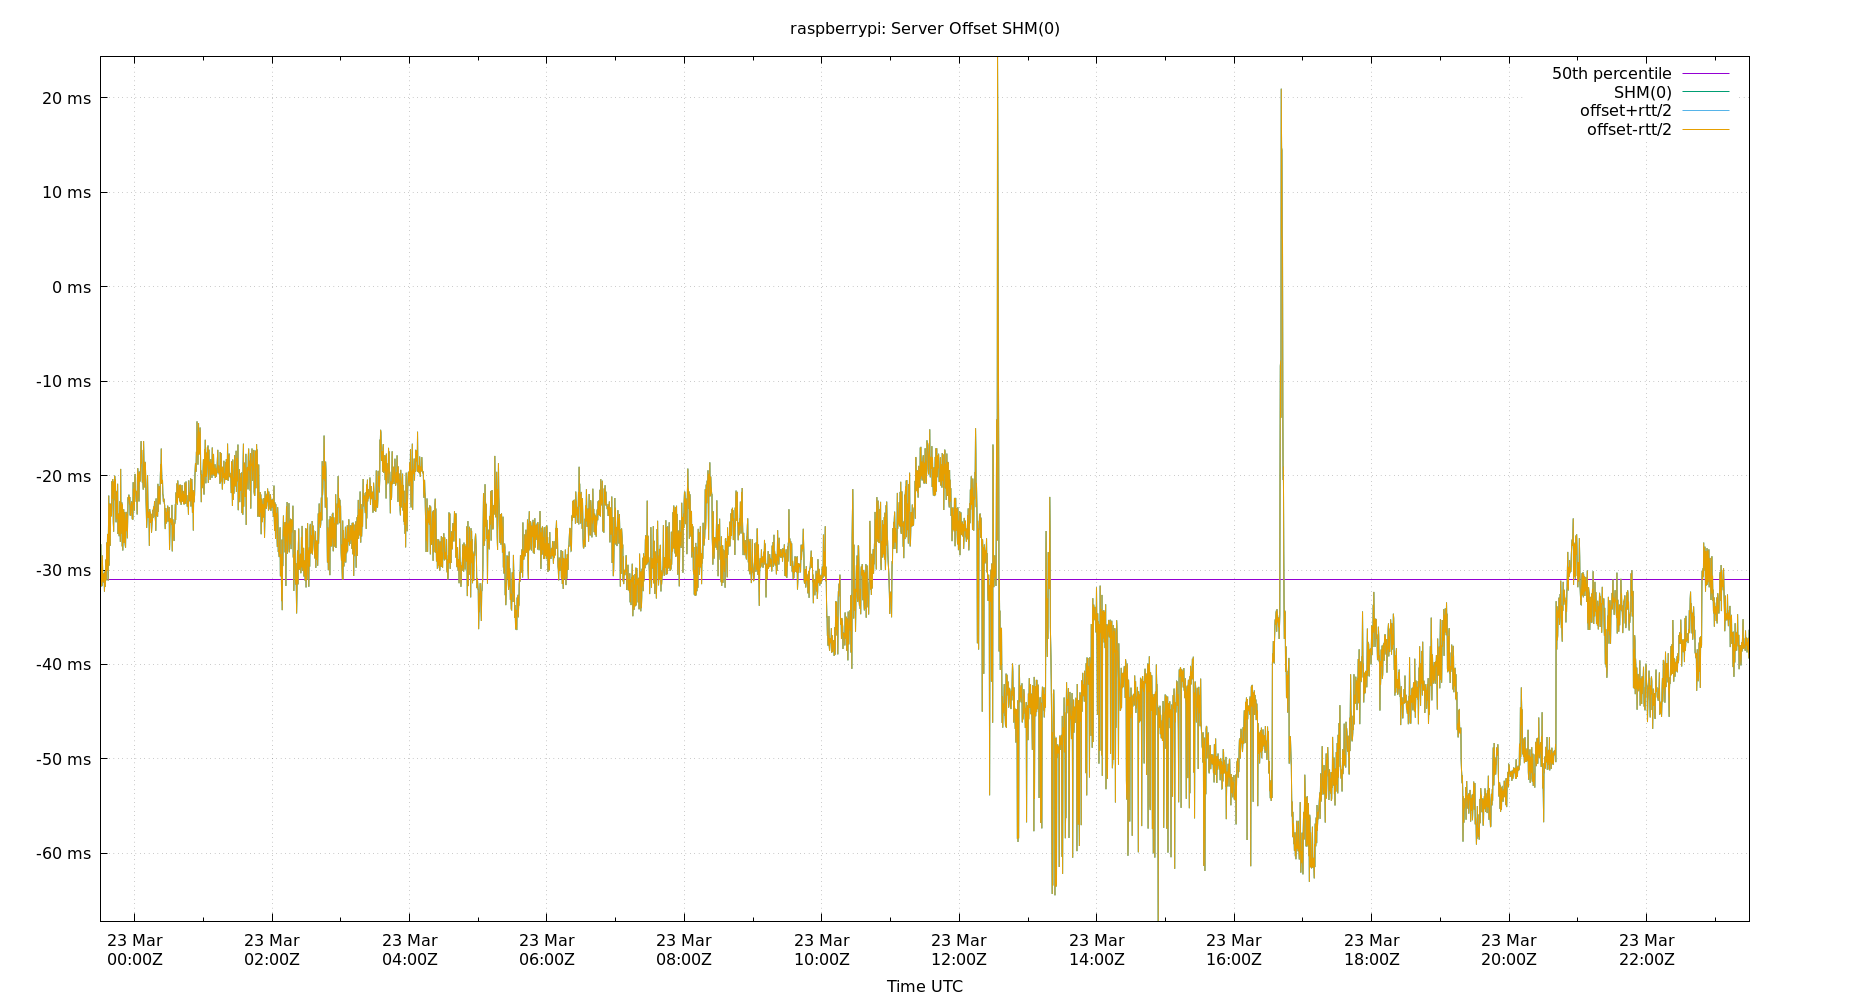 raspberrypi: Server Offset SHM(0)
50th percentile
SHM(0)
offset+rtt/2
offset-rtt/2
20 ms
10 ms
0 ms
-10 ms
-20 ms
-30 ms
-40 ms
-50 ms
-60 ms
23 Mar 23 Mar 23 Mar 23 Mar 23 Mar 23 Mar 23 Mar 23 Mar 23 Mar 23 Mar 23 Mar 23 Mar
00:00Z 02:00Z 04:00Z 06:00Z 08:00Z 10:00Z 12:00Z 14:00Z 16:00Z 18:00Z 20:00Z 22:00Z
Time UTC